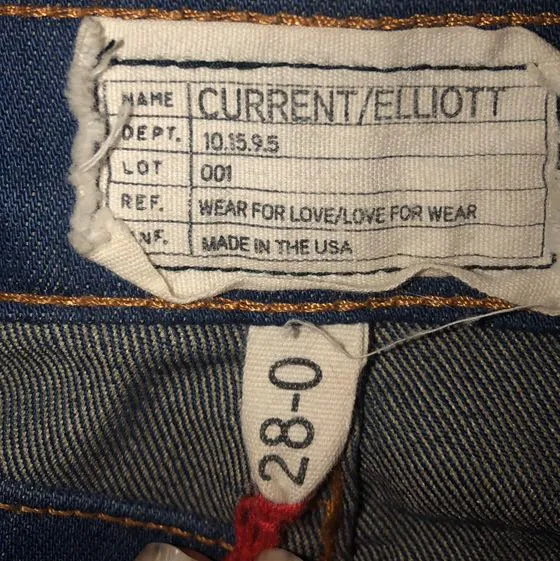 NAME CURRENT/ELLIOTT
DEPT. 10.15.9.5
LOT 001
REF. WEAR FOR LOVE/LOVE FOR WEAR
NF. MADE IN THE USA
28-0